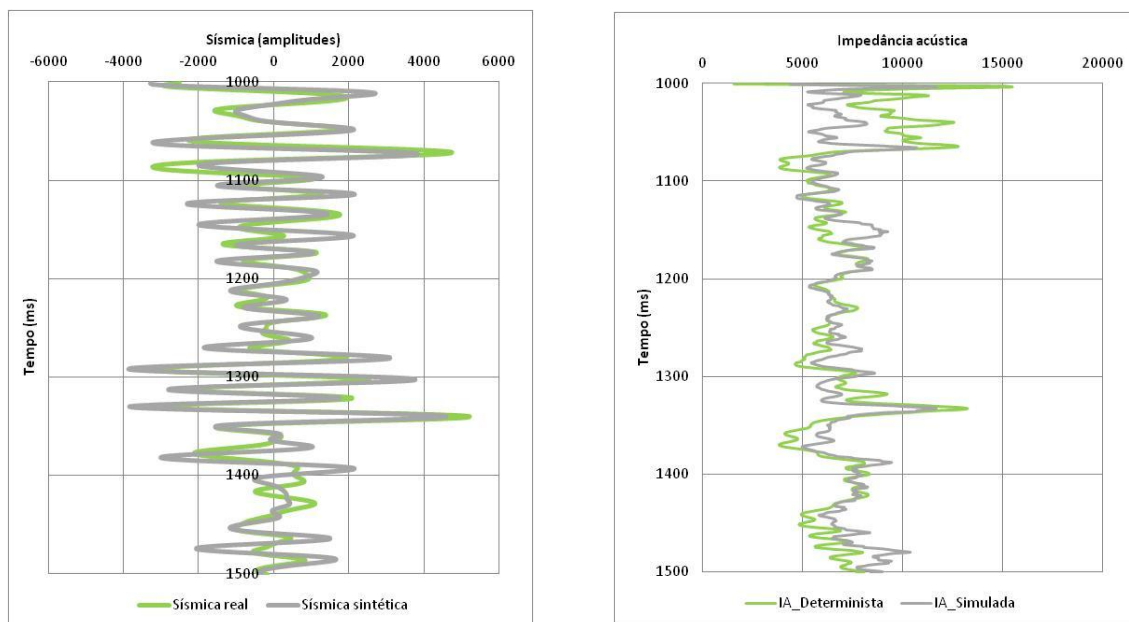 Sísmica (amplitudes)
-6000 -4000 -2000 0 2000 4000 6000
1000
1100
1200
1300
1400
1500
Tempo (ms)
Sísmica real Sísmica sintética
Impedância acústica
0 5000 10000 15000 20000
1000
1100
1200
1300
1400
1500
Tempo (ms)
IA_Determinista IA_Simulada